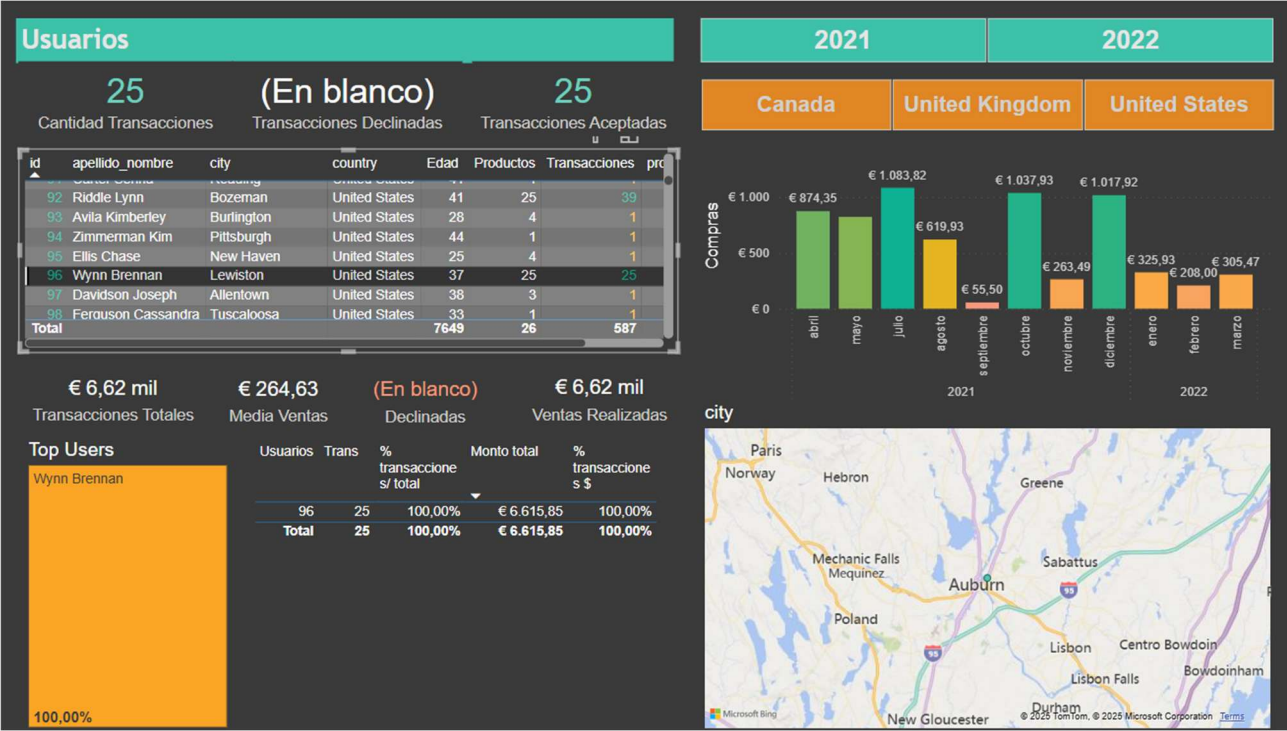 Usuarios
2021
2022
25
(En blanco)
25
Cantidad Transacciones
Transacciones Declinadas
Transacciones Aceptadas
Canada
United Kingdom
United States
id apellido_nombre city country Edad Productos Transacciones
92 Riddle Lynn Bozeman United States 41 25 39
93 Avila Kimberley Burlington United States 28 4 1
94 Zimmerman Kim Pittsburgh United States 44 1 1
95 Ellis Chase New Haven United States 25 4 1
96 Wynn Brennan Lewiston United States 37 25 25
97 Davidson Joseph Allentown United States 38 3 1
98 Ferguson Cassandra Tuscaloosa United States 33 1 1
Total 7649 26 587
Compras
€ 1.000
€ 500
€ 0
€ 874,35
€ 1.083,82
€ 619,93
€ 55,50
€ 1.037,93
€ 263,49
€ 1.017,92
€ 325,93
€ 208,00
€ 305,47
abril
mayo
julio
agosto
septiembre
octubre
noviembre
diciembre
enero
febrero
marzo
2021
2022
€ 6,62 mil
€ 264,63
(En blanco)
€ 6,62 mil
Transacciones Totales
Media Ventas
Declinadas
Ventas Realizadas
Top Users
Wynn Brennan
100,00%
Usuarios Trans % Monto total %
transaccione transaccione
s/ total s $
96 25 100,00% € 6.615,85 100,00%
Total 25 100,00% € 6.615,85 100,00%
city
Paris
Norway
Hebron
Greene
Mechanic Falls
Mequinez
Sabattus
Auburn
95
Poland
95
Lisbon
Centro Bowdoin
Lisbon Falls
Bowdoinham
Durham
New Gloucester
Microsoft Bing
© 2025 TomTom, © 2025 Microsoft Corporation Terms